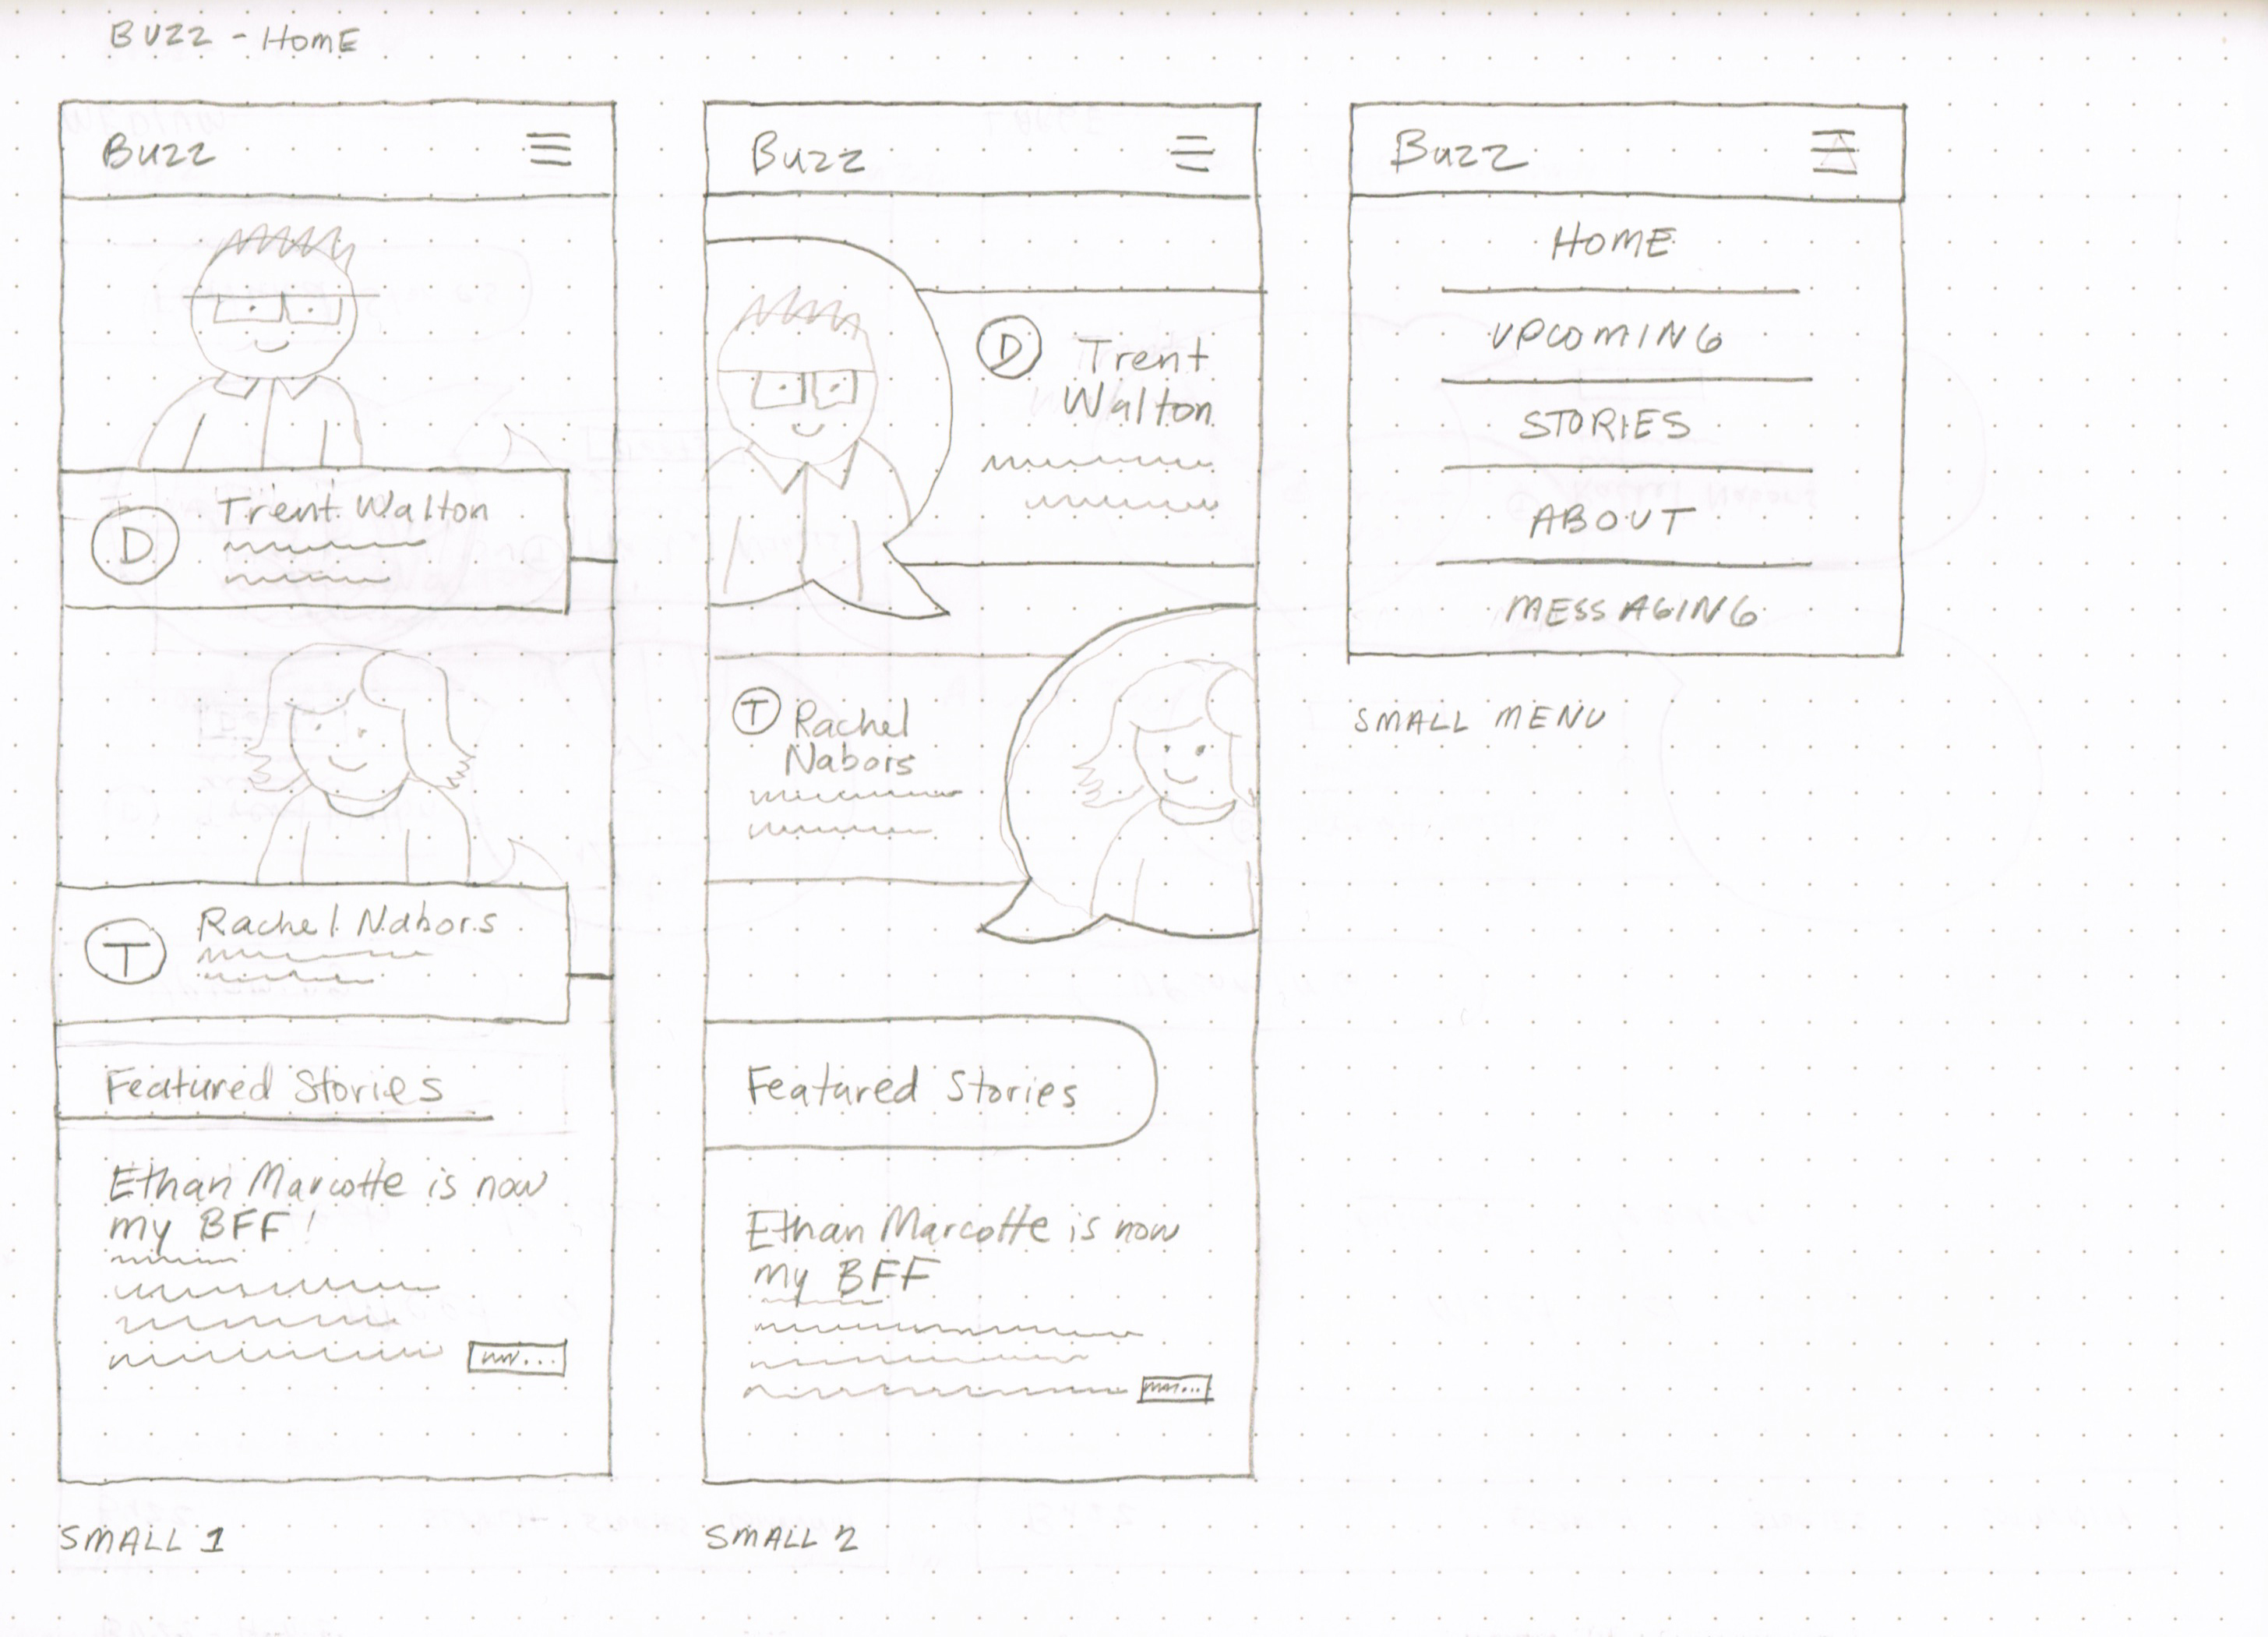 BUZZ - HOME
Buzz
D
Trent Walton
T
Rachel Nabors
Featured Stories
Ethan Marcotte is now
my BFF!
SMALL 1
Buzz
D
Trent
Walton
T
Rachel
Nabors
Featured Stories
Ethan Marcotte is now
my BFF
SMALL 2
Buzz
HOME
UPCOMING
STORIES
ABOUT
MESSAGING
SMALL MENU